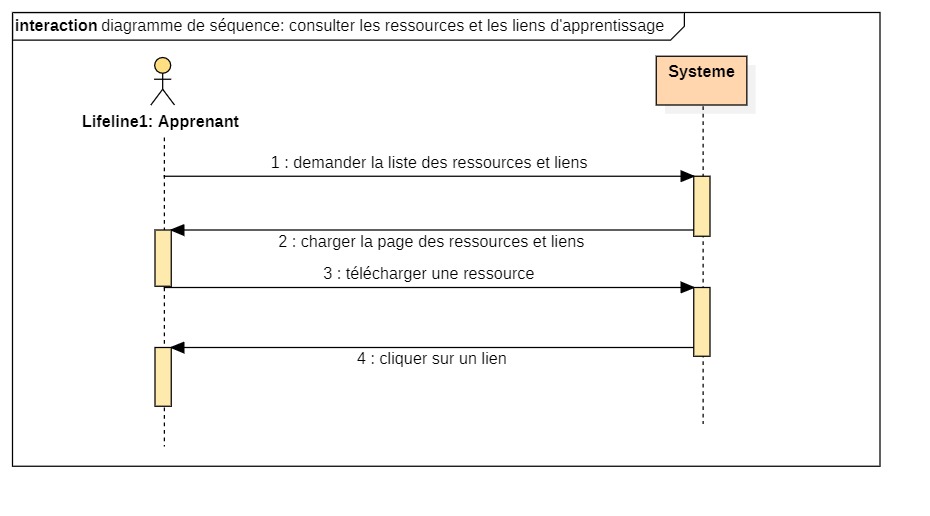 interaction diagramme de séquence: consulter les ressources et les liens d'apprentissage
Systeme
Lifeline1: Apprenant
1 : demander la liste des ressources et liens
2 : charger la page des ressources et liens
3 : télécharger une ressource
4 : cliquer sur un lien